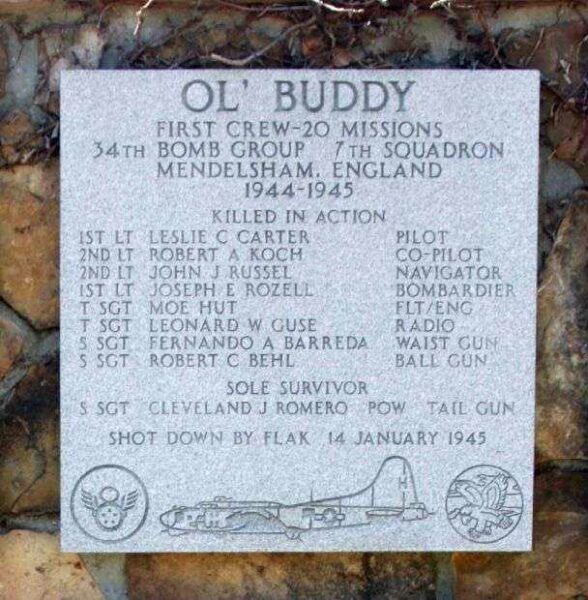 OL' BUDDY
FIRST CREW-20 MISSIONS
34TH BOMB GROUP 7TH SQUADRON
MENDELSHAM, ENGLAND
1944-1945
KILLED IN ACTION
1ST LT LESLIE C CARTER PILOT
2ND LT ROBERT A KOCH CO-PILOT
2ND LT JOHN J RUSSEL NAVIGATOR
1ST LT JOSEPH E ROZELL BOMBARDIER
T SGT MOE HUT FLT/ENG
T SGT LEONARD W GUSE RADIO
S SGT FERNANDO A BARREDA WAIST GUN
S SGT ROBERT C BEHL BALL GUN
SOLE SURVIVOR
S SGT CLEVELAND J ROMERO POW TAIL GUN
SHOT DOWN BY FLAK 14 JANUARY 1945
H